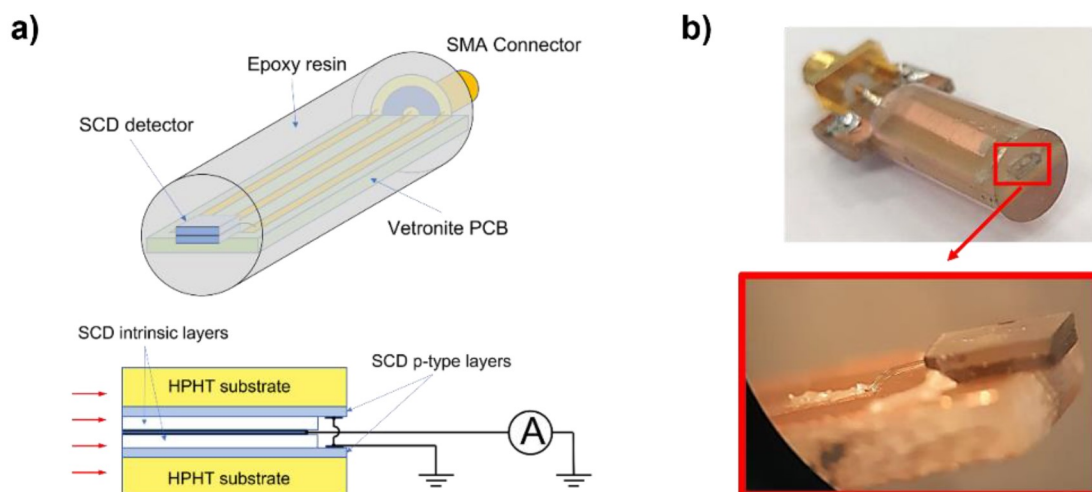 a)
SMA Connector
Epoxy resin
SCD detector
Vetronite PCB
SCD intrinsic layers
SCD p-type layers
HPHT substrate
A
HPHT substrate
b)